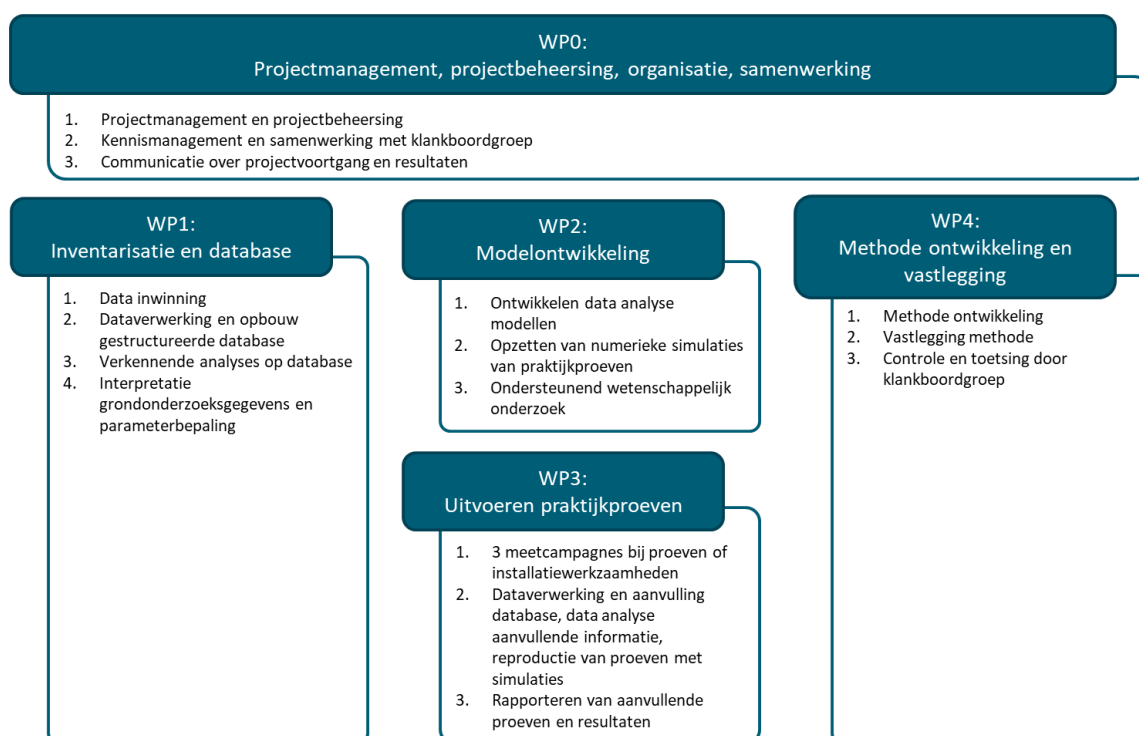 WP0:
Projectmanagement, projectbeheersing, organisatie, samenwerking
1. Projectmanagement en projectbeheersing
2. Kennismanagement en samenwerking met klankboordgroep
3. Communicatie over projectvoortgang en resultaten
WP1:
Inventarisatie en database
1. Data inwinning
2. Dataverwerking en opbouw
gestructureerde database
3. Verkennende analyses op database
4. Interpretatie
grondonderzoeksgegevens en
parameterbepaling
WP2:
Modelontwikkeling
1. Ontwikkelen data analyse
modellen
2. Opzetten van numerieke simulaties
van praktijkproeven
3. Ondersteunend wetenschappelijk
onderzoek
WP3:
Uitvoeren praktijkproeven
1. 3 meetcampagnes bij proeven of
installatiewerkzaamheden
2. Dataverwerking en aanvulling
database, data analyse
aanvullende informatie,
reproductie van proeven met
simulaties
3. Rapporteren van aanvullende
proeven en resultaten
WP4:
Methode ontwikkeling en
vastlegging
1. Methode ontwikkeling
2. Vastlegging methode
3. Controle en toetsing door
klankboordgroep